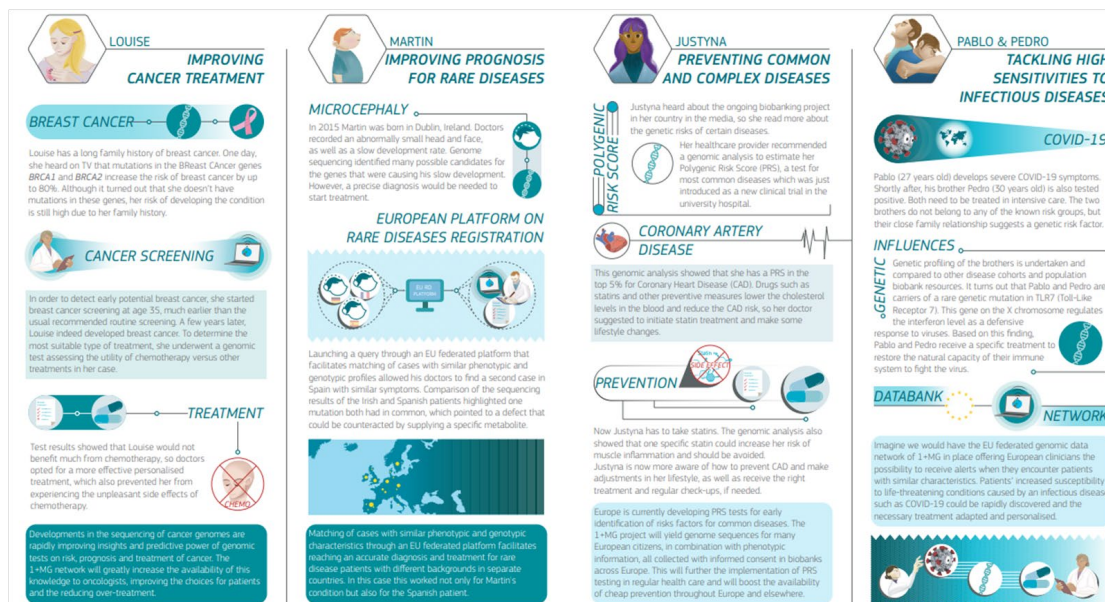 LOUISE
IMPROVING
CANCER TREATMENT
BREAST CANCER
Louise has a long family history of breast cancer. One day,
she heard on TV that mutations in the BReast CAncer genes
BRCA1 and BRCA2 increase the risk of breast cancer by up
to 80%. Although it turned out that she doesn't have
mutations in these genes, her risk of developing the condition
is still high due to her family history.
CANCER SCREENING
In order to detect early potential breast cancer, she started
breast cancer screening at age 35, much earlier than the
usual recommended routine screening. A few years later,
Louise indeed developed breast cancer. To determine the
most suitable type of treatment, she underwent a genomic
test assessing the utility of chemotherapy versus other
treatments in her case.
TREATMENT
Test results showed that Louise would not
benefit much from chemotherapy, so doctors
opted for a more effective personalised
treatment, which also prevented her from
experiencing the unpleasant side effects of
chemotherapy.
CHEMO
Developments in the sequencing of cancer genomes are
rapidly improving insights and predictive power of genomic
tests on risk, prognosis and treatment of cancer. The
1+MG network will greatly increase the availability of this
knowledge to oncologists, improving the choices for patients
and the reducing over-treatment.
MARTIN
IMPROVING PROGNOSIS
FOR RARE DISEASES
MICROCEPHALY
In 2015 Martin was born in Dublin, Ireland. Doctors
recorded an abnormally small head and face,
as well as a slow development rate. Genome
sequencing identified many possible candidates for
the genes that were causing his slow development.
However, a precise diagnosis would be needed to
start treatment.
EUROPEAN PLATFORM ON
RARE DISEASES REGISTRATION
EU RD
PLATFORM
Launching a query through an EU federated platform that
facilitates matching of cases with similar phenotypic and
genotypic profiles allowed his doctors to find a second case in
Spain with similar symptoms. Comparison of the sequencing
results of the Irish and Spanish patients highlighted one
mutation both had in common, which pointed to a defect that
could be counteracted by supplying a specific metabolite.
Matching of cases with similar phenotypic and genotypic
characteristics through an EU federated platform facilitates
reaching an accurate diagnosis and treatment for rare
disease patients with different backgrounds in separate
countries. In this case this worked not only for Martin's
condition but also for the Spanish patient.
JUSTYNA
PREVENTING COMMON
AND COMPLEX DISEASES
POLYGENIC
RISK SCORE
Justyna heard about the ongoing biobanking project
in her country in the media, so she read more about
the genetic risks of certain diseases.
Her healthcare provider recommended
a genomic analysis to estimate her
Polygenic Risk Score (PRS), a test for
most common diseases which was just
introduced as a new clinical trial in the
university hospital.
CORONARY ARTERY
DISEASE
This genomic analysis showed that she has a PRS in the
top 5% for Coronary Heart Disease (CAD). Drugs such as
statins and other preventive measures lower the cholesterol
levels in the blood and reduce the CAD risk, so her doctor
suggested to initiate statin treatment and make some
lifestyle changes.
PREVENTION
SIDE EFFECT
Now Justyna has to take statins. The genomic analysis also
showed that one specific statin could increase her risk of
muscle inflammation and should be avoided.
Justyna is now more aware of how to prevent CAD and make
adjustments in her lifestyle, as well as receive the right
treatment and regular check-ups, if needed.
Europe is currently developing PRS tests for early
identification of risks factors for common diseases. The
1+MG project will yield genome sequences for many
European citizens, in combination with phenotypic
information, all collected with informed consent in biobanks
across Europe. This will further the implementation of PRS
testing in regular health care and will boost the availability
of cheap prevention throughout Europe and elsewhere.
PABLO & PEDRO
TACKLING HIGH
SENSITIVITIES TO
INFECTIOUS DISEASES
COVID-19
Pablo (27 years old) develops severe COVID-19 symptoms.
Shortly after, his brother Pedro (30 years old) is also tested
positive. Both need to be treated in intensive care. The two
brothers do not belong to any of the known risk groups, but
their close family relationship suggests a genetic risk factor.
GENETIC
INFLUENCES
Genetic profiling of the brothers is undertaken and
compared to other disease cohorts and population
biobank resources. It turns out that Pablo and Pedro are
carriers of a rare genetic mutation in TLR7 (Toll-Like
Receptor 7). This gene on the X chromosome regulates
the interferon level as a defensive
response to viruses. Based on this finding,
Pablo and Pedro receive a specific treatment to
restore the natural capacity of their immune
system to fight the virus.
DATABANK
NETWORK
Imagine we would have the EU federated genomic data
network of 1+MG in place offering European clinicians the
possibility to receive alerts when they encounter patients
with similar characteristics. Patients' increased susceptibility
to life-threatening conditions caused by an infectious disease
such as COVID-19 could be rapidly discovered and the
necessary treatment adapted and personalised.